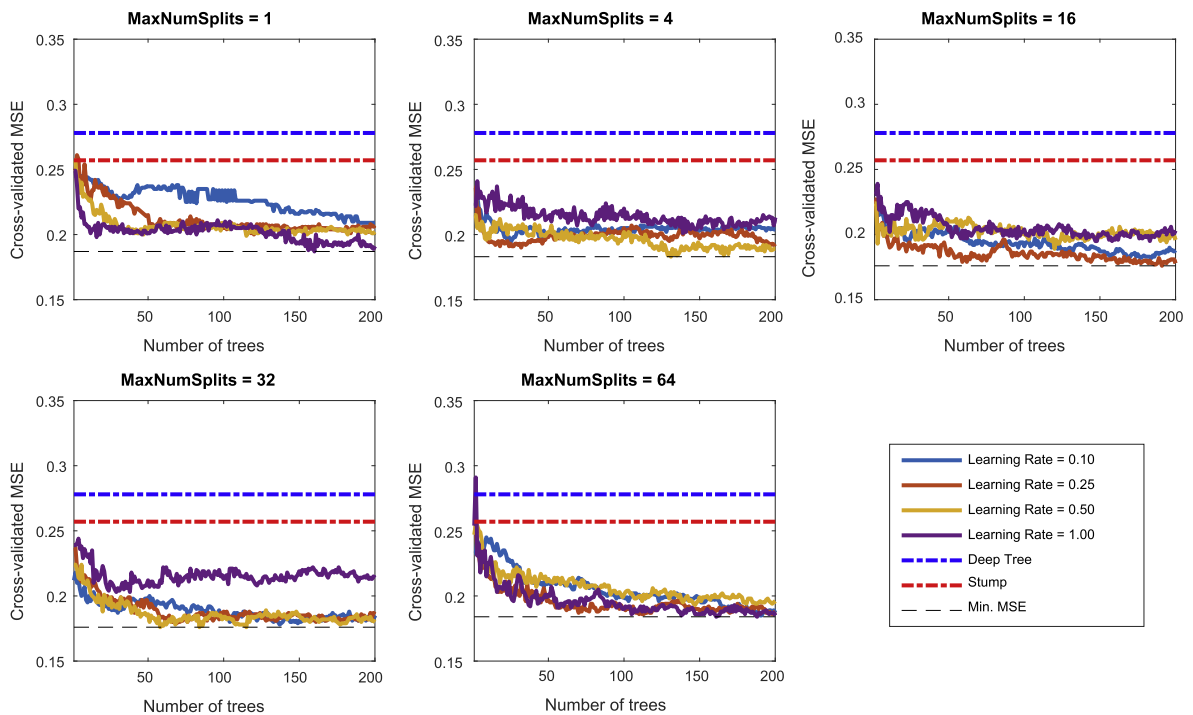 MaxNumSplits = 1
0.35
0.3
0.25
0.2
0.15
Cross-validated MSE
50
100
150
200
Number of trees
MaxNumSplits = 4
0.35
0.3
0.25
0.2
0.15
Cross-validated MSE
50
100
150
200
Number of trees
MaxNumSplits = 16
0.35
0.3
0.25
0.2
0.15
Cross-validated MSE
50
100
150
200
Number of trees
MaxNumSplits = 32
0.35
0.3
0.25
0.2
0.15
Cross-validated MSE
50
100
150
200
Number of trees
MaxNumSplits = 64
0.35
0.3
0.25
0.2
0.15
Cross-validated MSE
50
100
150
200
Number of trees
Learning Rate = 0.10
Learning Rate = 0.25
Learning Rate = 0.50
Learning Rate = 1.00
Deep Tree
Stump
Min. MSE